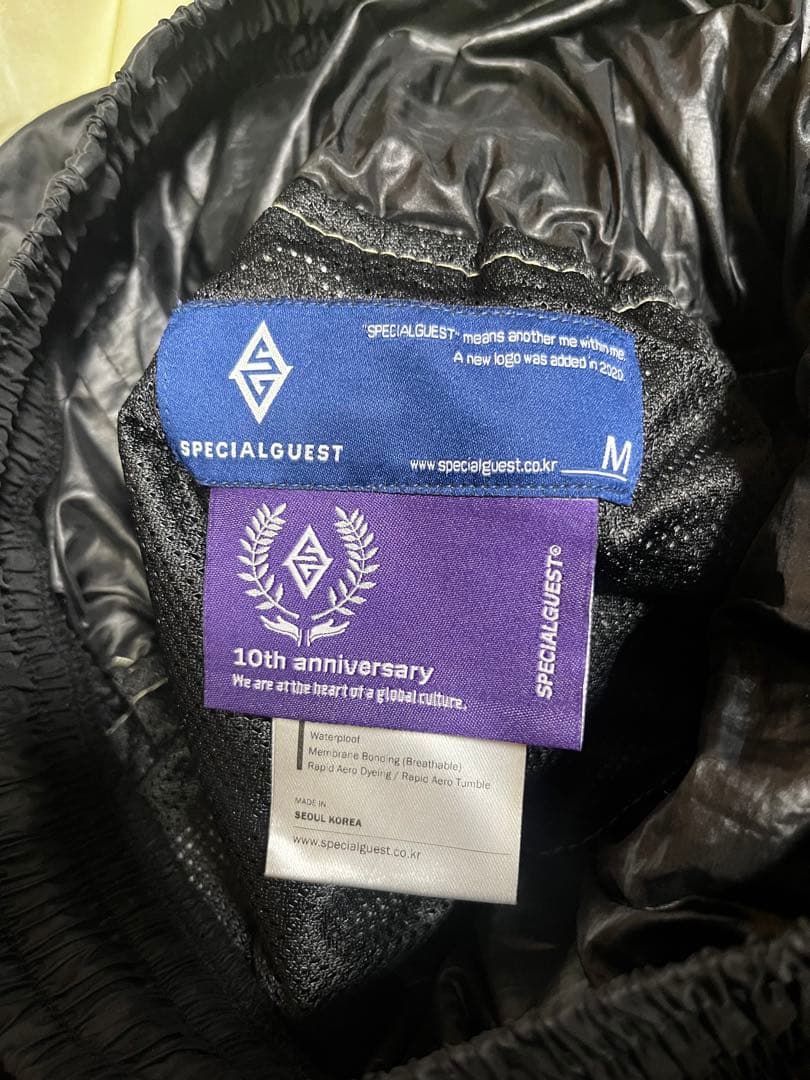 "SPECIALGUEST" means another me within me.
A new logo was added in 2020.
SPECIALGUEST
www.specialguest.co.kr
M
10th anniversary
We are at the heart of a global culture.
SPECIALGUEST®
Waterploof
Membrane Bonding (Breathable)
Rapid Aero Dyeing / Rapid Aero Tumble
MADE IN
SEOUL KOREA
www.specialguest.co.kr